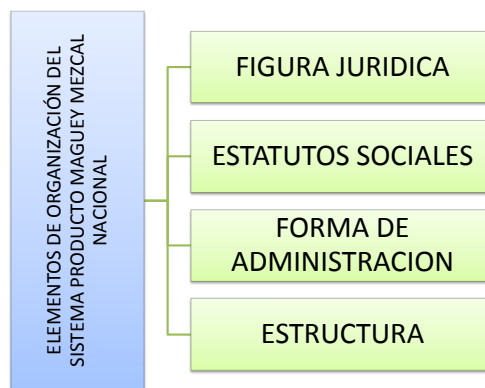 ELEMENTOS DE ORGANIZACIÓN DEL
SISTEMA PRODUCTO MAGUEY MEZCAL
NACIONAL
FIGURA JURIDICA
ESTATUTOS SOCIALES
FORMA DE
ADMINISTRACION
ESTRUCTURA